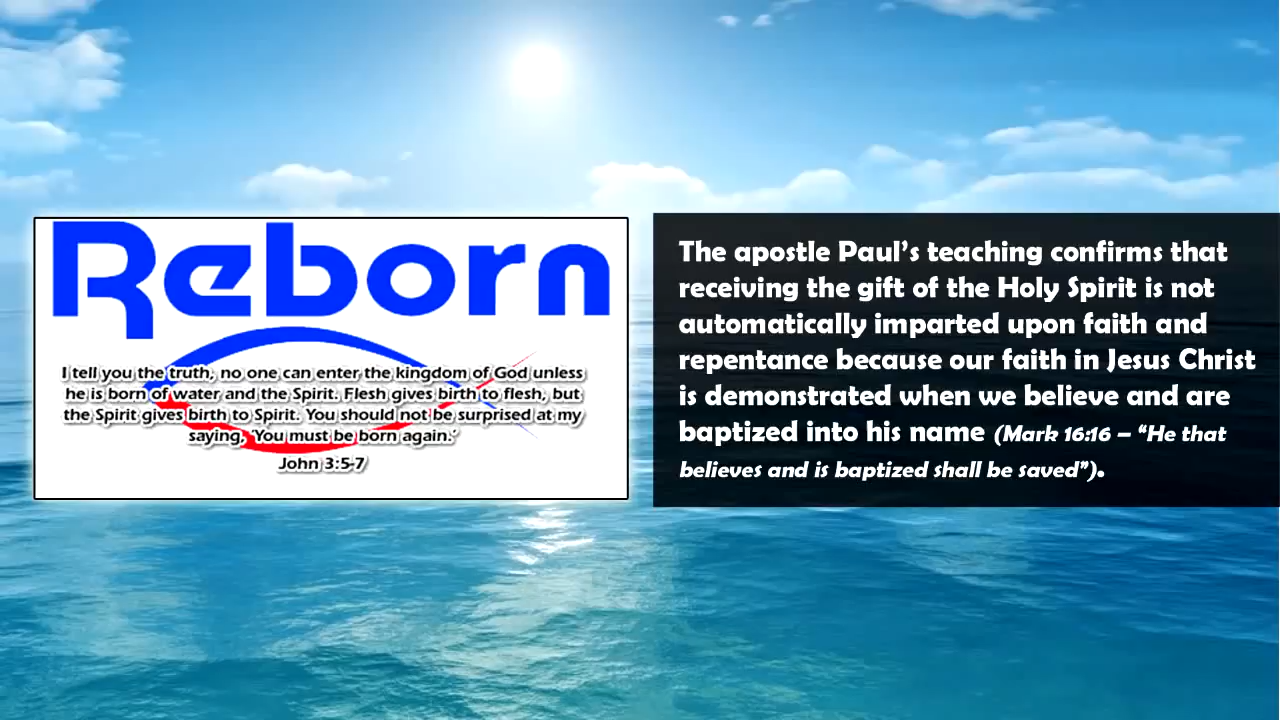 Reborn
I tell you the truth, no one can enter the kingdom of God unless
he is born of water and the Spirit. Flesh gives birth to flesh, but
the Spirit gives birth to Spirit. You should not be surprised at my
saying, ‘You must be born again.’
John 3:5-7
The apostle Paul’s teaching confirms that
receiving the gift of the Holy Spirit is not
automatically imparted upon faith and
repentance because our faith in Jesus Christ
is demonstrated when we believe and are
baptized into his name (Mark 16:16 – “He that
believes and is baptized shall be saved”).